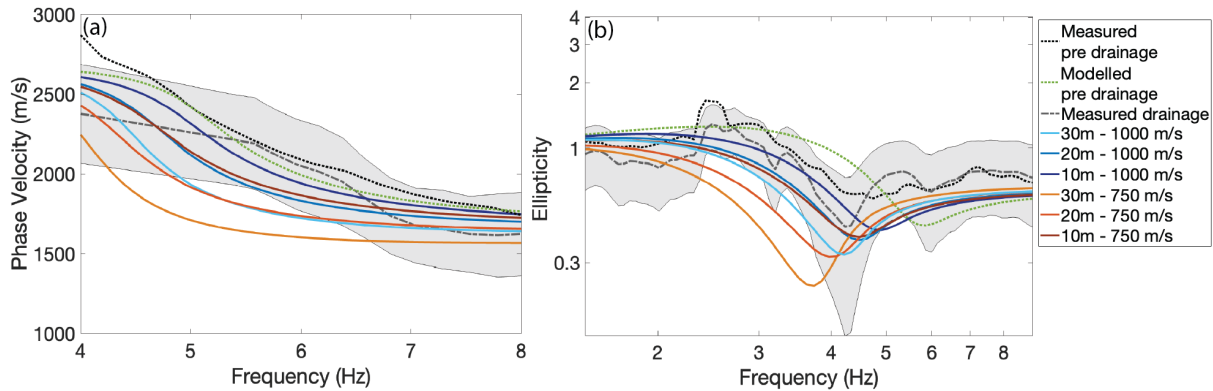 (a)
3000
2500
2000
1500
1000
Phase Velocity (m/s)
4
5
6
7
8
Frequency (Hz)
(b)
4
3
2
1
0.3
Ellipticity
2
3
4
5
6
7
8
Frequency (Hz)
Measured
pre drainage
Modelled
pre drainage
Measured drainage
30m - 1000 m/s
20m - 1000 m/s
10m - 1000 m/s
30m - 750 m/s
20m - 750 m/s
10m - 750 m/s